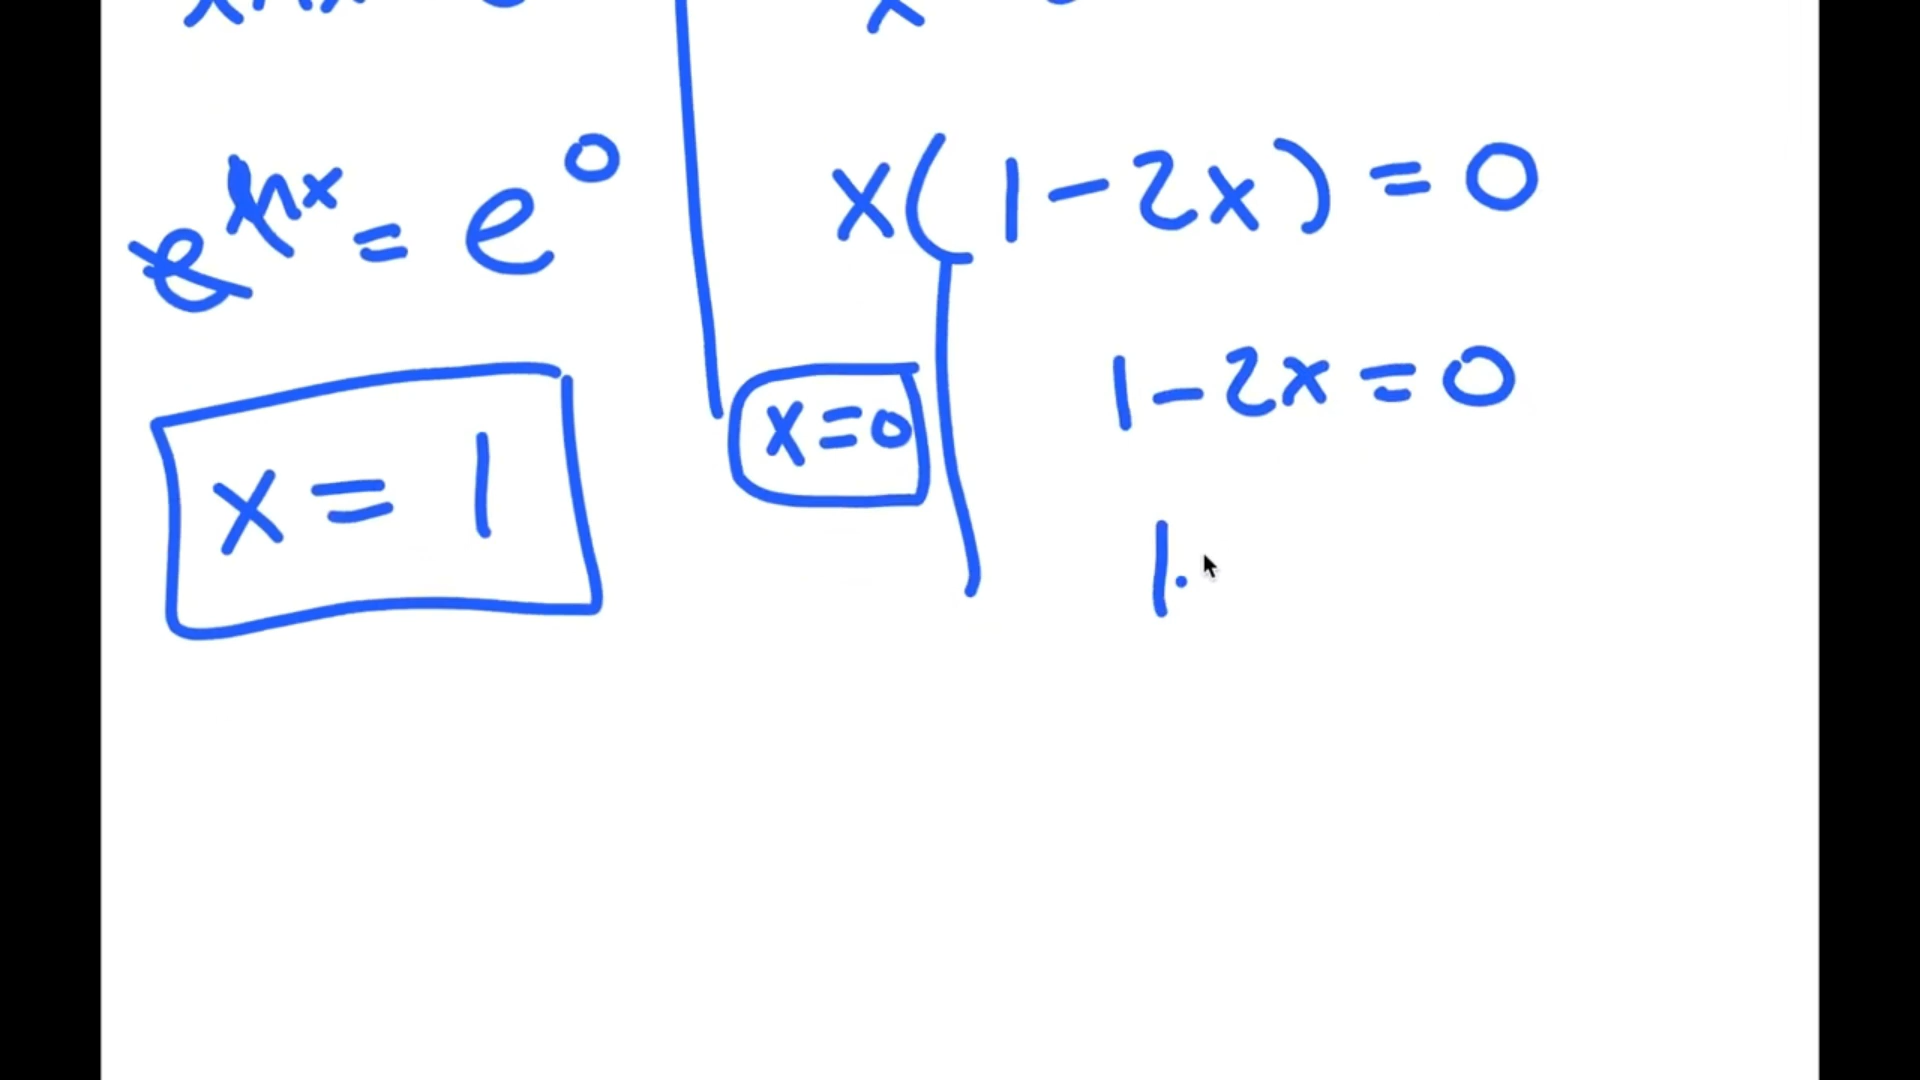 e^{ln x} = e^0
x = 1
x(1-2x) = 0
x=0
1-2x=0
1.